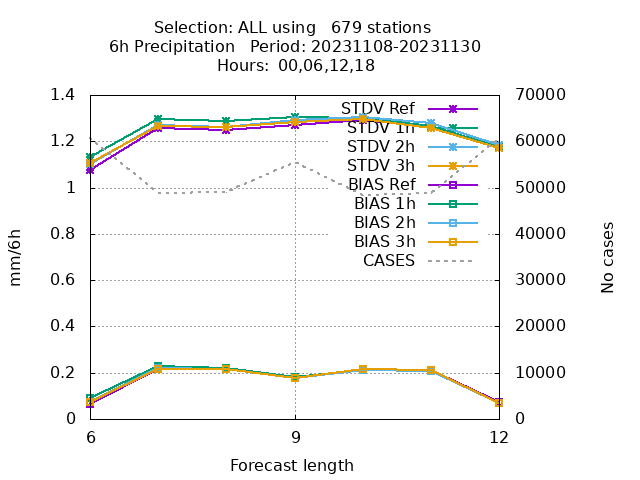 Selection: ALL using   679 stations
6h Precipitation   Period: 20231108-20231130
Hours:  00,06,12,18
1.4
1.2
1
0.8
0.6
0.4
0.2
0
70000
60000
50000
40000
30000
20000
10000
0
mm/6h
No cases
STDV Ref
STDV 1h
STDV 2h
STDV 3h
BIAS Ref
BIAS 1h
BIAS 2h
BIAS 3h
CASES
6
9
12
Forecast length